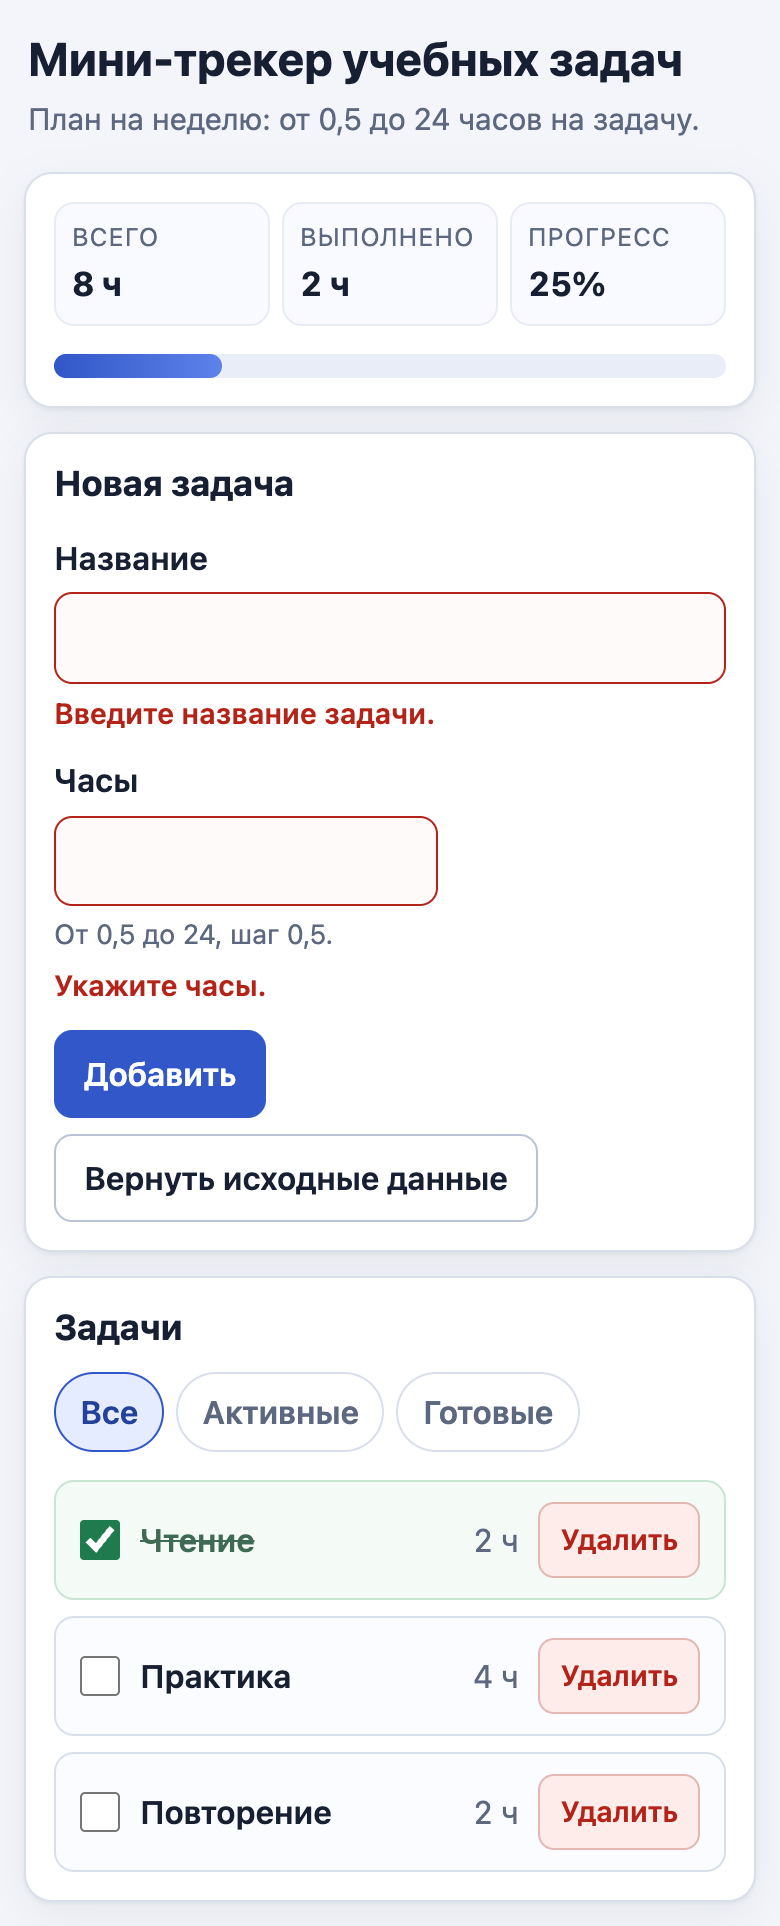 Мини-трекер учебных задач
План на неделю: от 0,5 до 24 часов на задачу.
ВСЕГО
8 ч
ВЫПОЛНЕНО
2 ч
ПРОГРЕСС
25%
Новая задача
Название
Введите название задачи.
Часы
От 0,5 до 24, шаг 0,5.
Укажите часы.
Добавить
Вернуть исходные данные
Задачи
Все Активные Готовые
Чтение 2 ч Удалить
Практика 4 ч Удалить
Повторение 2 ч Удалить